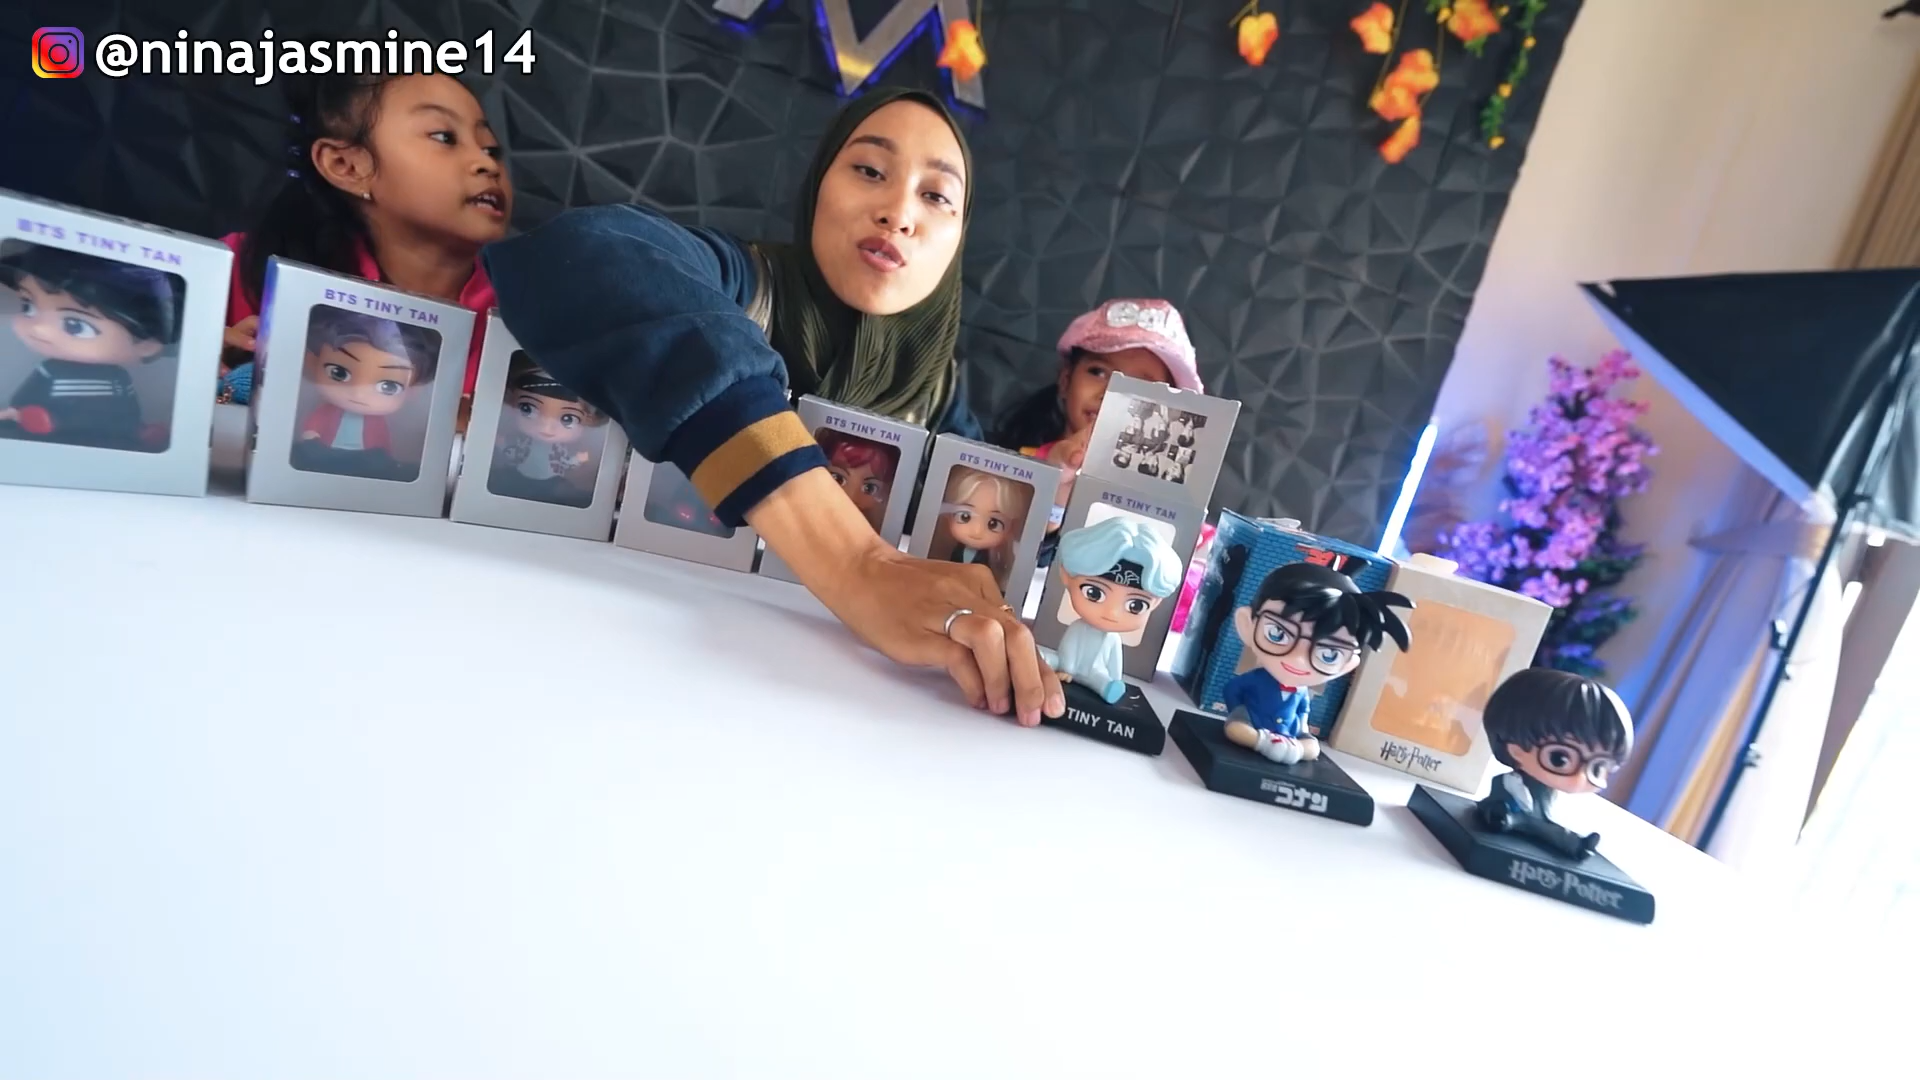 @ninajasmine14
BTS TINY TAN
BTS TINY TAN
BTS TINY TAN
BTS TINY TAN
BTS TINY TAN
TINY TAN
コナン
Harry Potter
Harry Potter